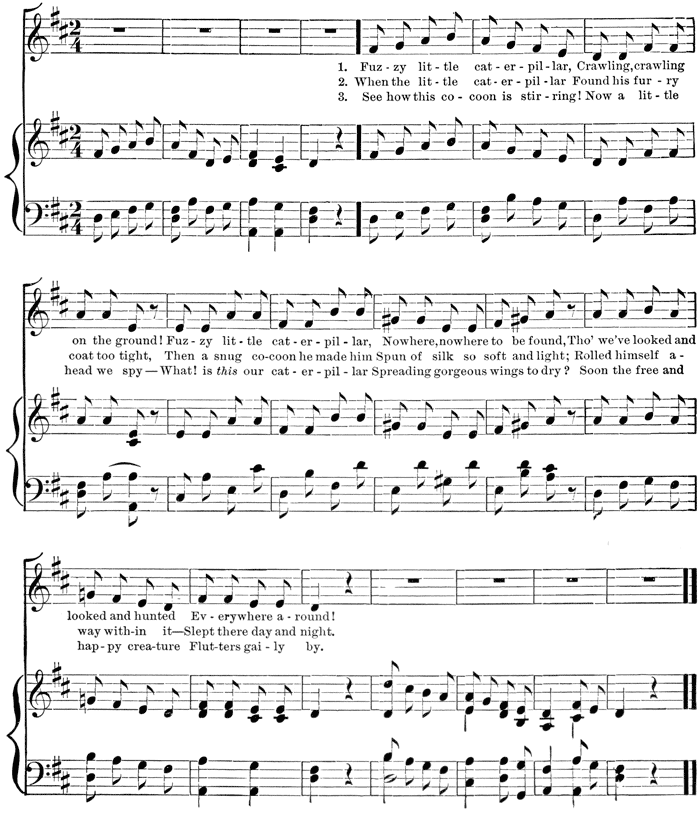 1. Fuz-zy lit-tle cat-er-pil-lar, Crawling, crawling
2. When the lit-tle cat-er-pil-lar Found his fur-ry
3. See how this co-coon is stir-ring! Now a lit-tle
on the ground! Fuz-zy lit-tle cat-er-pil-lar, Nowhere, nowhere to be found, Tho' we've looked and
coat too tight, Then a snug co-coon he made him Spun of silk so soft and light; Rolled himself a-
head we spy—What! is this our cat-er-pil-lar Spreading gorgeous wings to dry? Soon the free and
looked and hunted Ev-erywhere a-round!
way with-in it—Slept there day and night.
hap-py crea-ture Flut-ters gai-ly by.